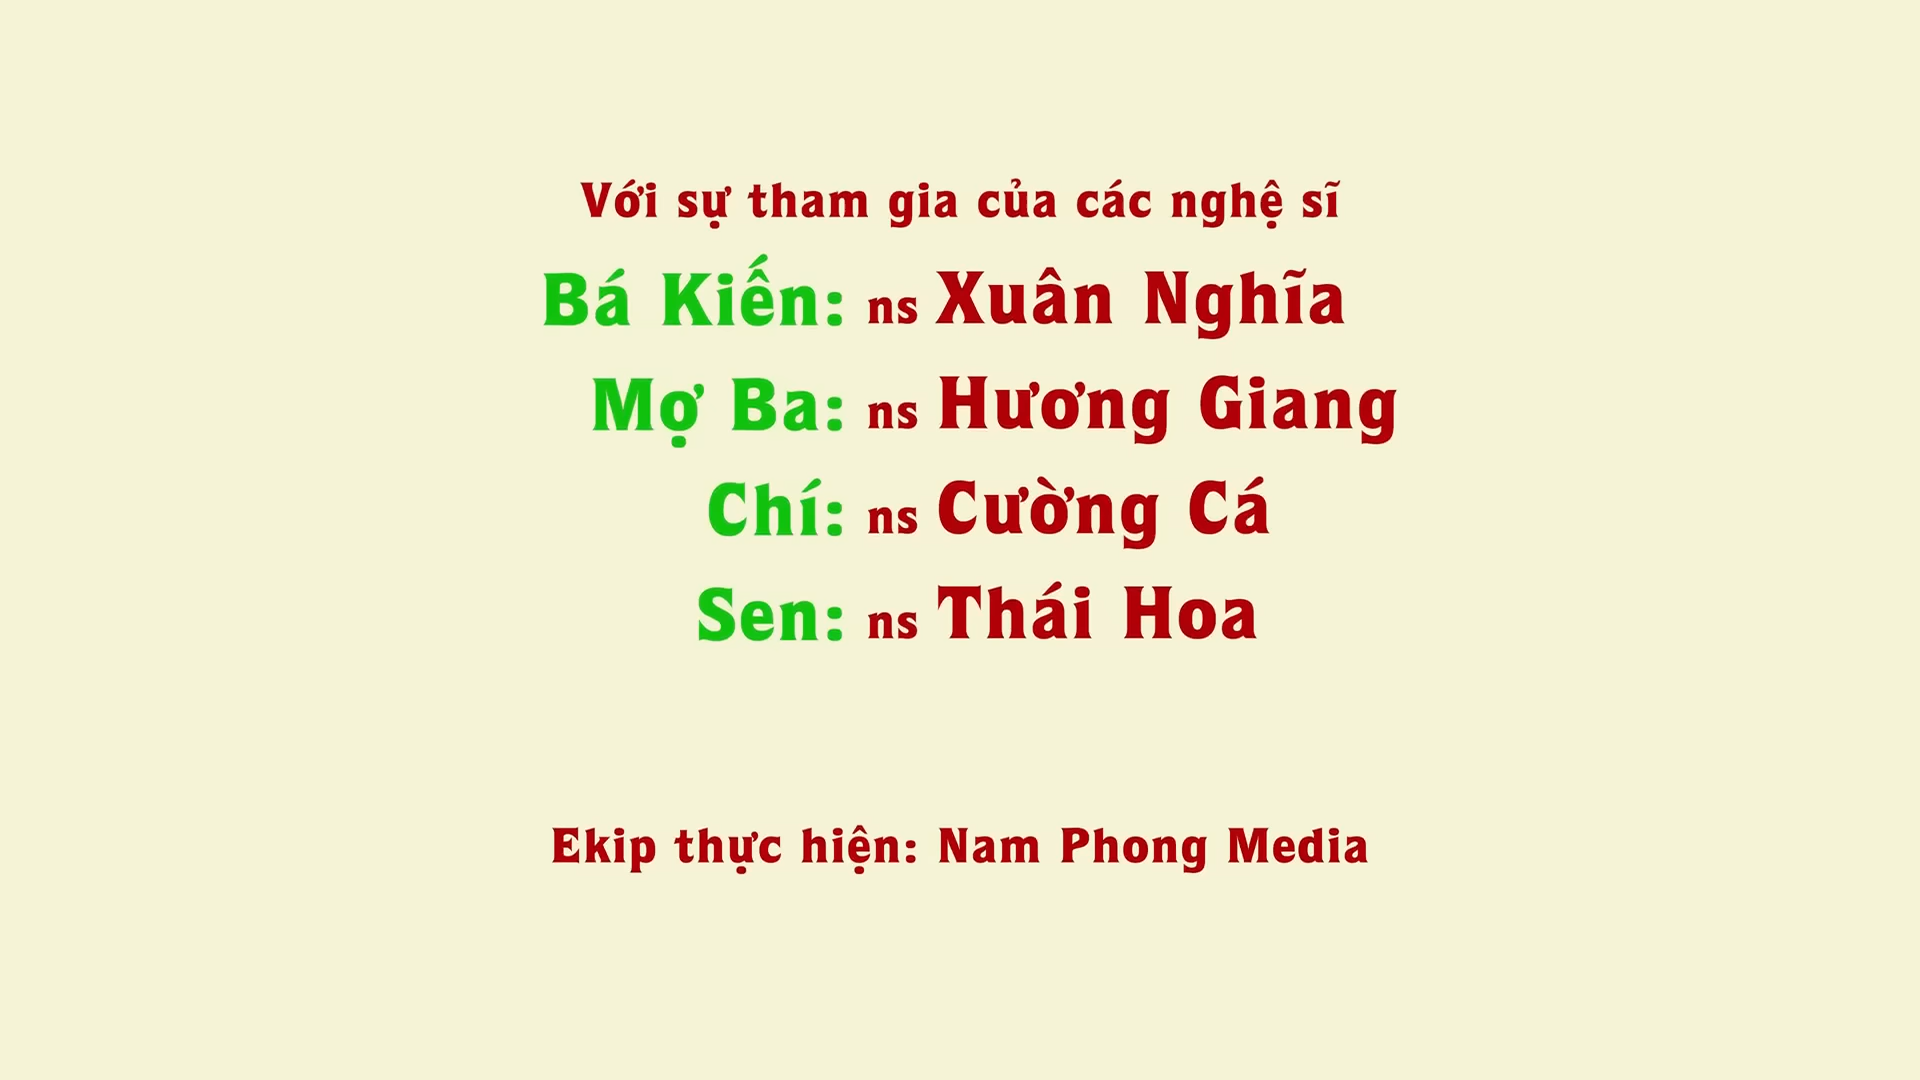 Với sự tham gia của các nghệ sĩ
Bá Kiến: ns Xuân Nghĩa
Mợ Ba: ns Hương Giang
Chí: ns Cường Cá
Sen: ns Thái Hoa
Ekip thực hiện: Nam Phong Media